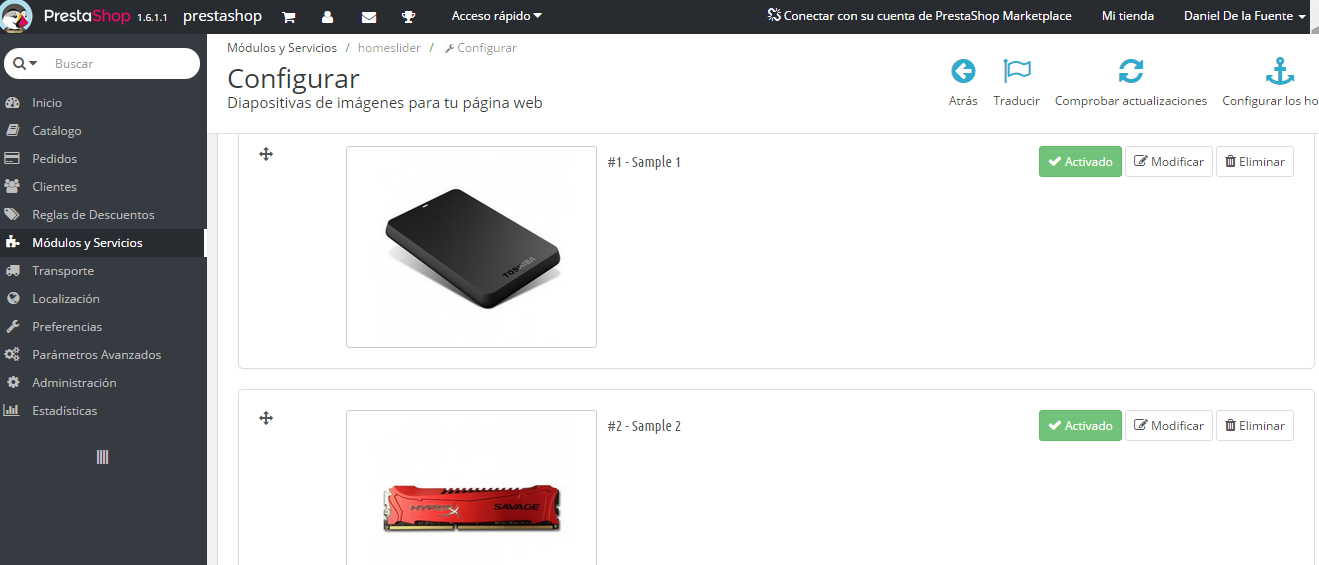 PrestaShop 1.6.1.1 prestashop Acceso rápido Conectar con su cuenta de PrestaShop Marketplace Mi tienda Daniel De la Fuente
Buscar
Inicio
Catálogo
Pedidos
Clientes
Reglas de Descuentos
Módulos y Servicios
Transporte
Localización
Preferencias
Parámetros Avanzados
Administración
Estadísticas
Módulos y Servicios / homeslider / Configurar
Configurar
Diapositivas de imágenes para tu página web
Atrás Traducir Comprobar actualizaciones Configurar los ho
#1 - Sample 1 Activado Modificar Eliminar
TOSHIBA
#2 - Sample 2 Activado Modificar Eliminar
HYPERX SAVAGE